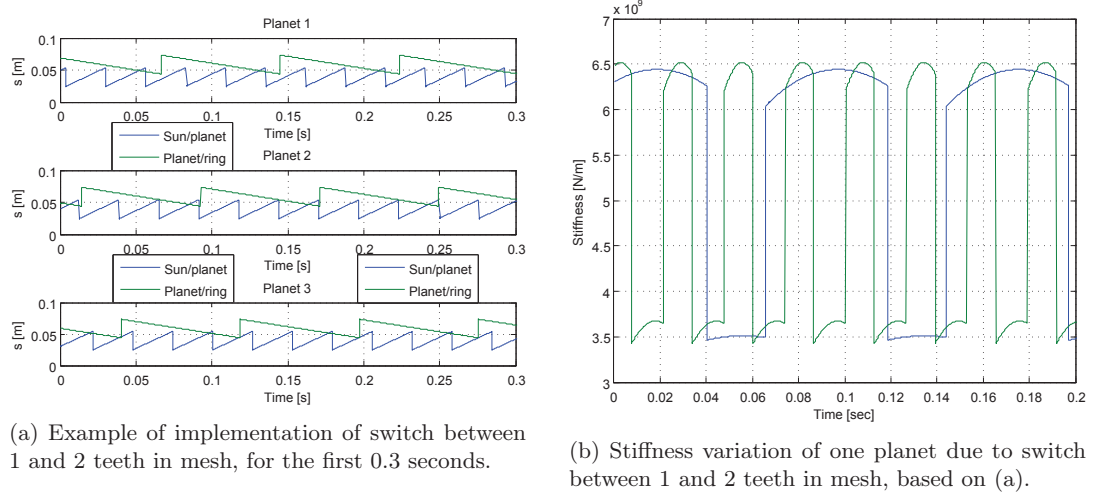 Planet 1
0.1
0.05
0
s [m]
0 0.05 0.1 0.15 0.2 0.25 0.3
Time [s]
Sun/planet
Planet/ring
Planet 2
0.1
0.05
0
s [m]
0 0.05 0.1 0.15 0.2 0.25 0.3
Time [s]
Sun/planet
Planet/ring
Sun/planet
Planet/ring
Planet 3
0.1
0.05
0
s [m]
0 0.05 0.1 0.15 0.2 0.25 0.3
Time [s]
(a) Example of implementation of switch between
1 and 2 teeth in mesh, for the first 0.3 seconds.
x 10^9
7
6.5
6
5.5
5
4.5
4
3.5
3
Stiffness [N/m]
0 0.02 0.04 0.06 0.08 0.1 0.12 0.14 0.16 0.18 0.2
Time [sec]
(b) Stiffness variation of one planet due to switch
between 1 and 2 teeth in mesh, based on (a).